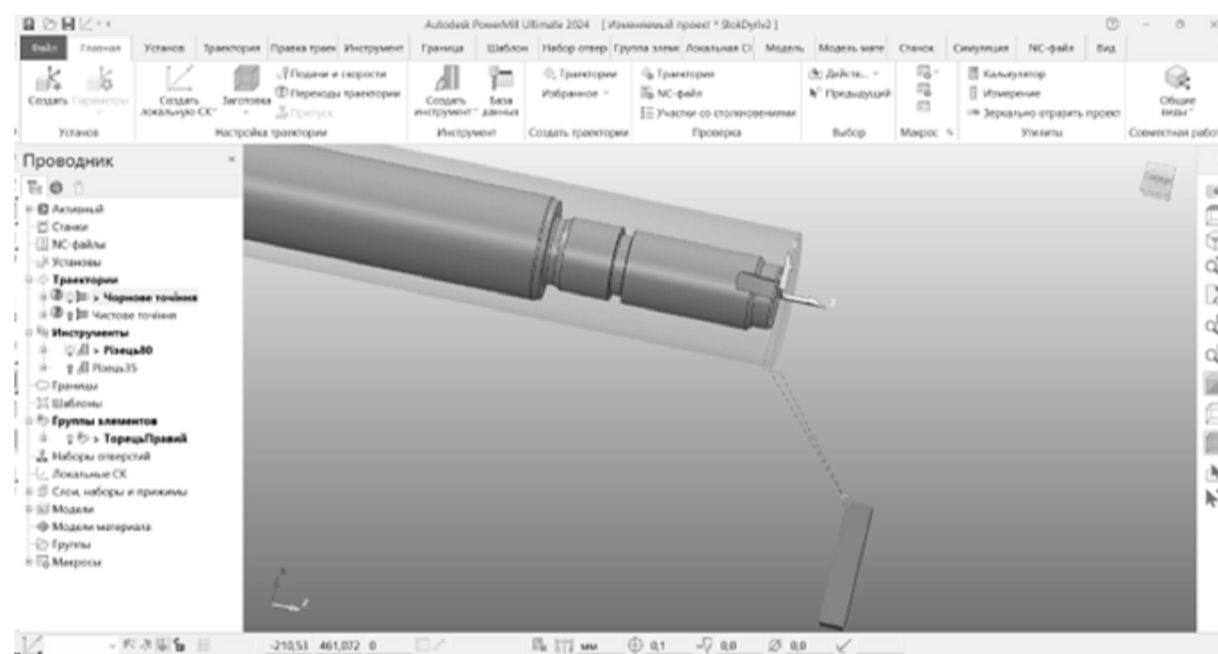 Autodesk PowerMill Ultimate 2024 [ Изменяемый проект * StokDyrliv2 ]
Файл Главная Установ Траектория Правка траек Инструмент Граница Шаблон Набор отвер Группа элеме Локальная С Модель Модель мате Станок Симуляция NC-файл Вид
Подачи и скорости Траектории Траектория Действ... Калькулятор
Создать Параметры Создать локальную СК Заготовка Переходы траектории Создать инструмент База данных Избранное NC-файл Предыдущий Измерение Общие виды
Припуск Участки со столкновениями Зеркально отразить проект
Установ Настройка траектории Инструмент Создать траектории Проверка Выбор Макрос Утилиты Совместная рабо
Проводник ×
Активный
Станки
NC-файлы
Установы
Траектории
> Чорнове точіння
Чистове точіння
Инструменты
> Різець80
Різець35
Границы
Шаблоны
Группы элементов
> ТорецьПравий
Наборы отверстий
Локальные СК
Слои, наборы и прижимы
Модели
Модели материала
Группы
Макросы
X
Z
-210,53 461,072 0 мм 0,1 0,0 0,0